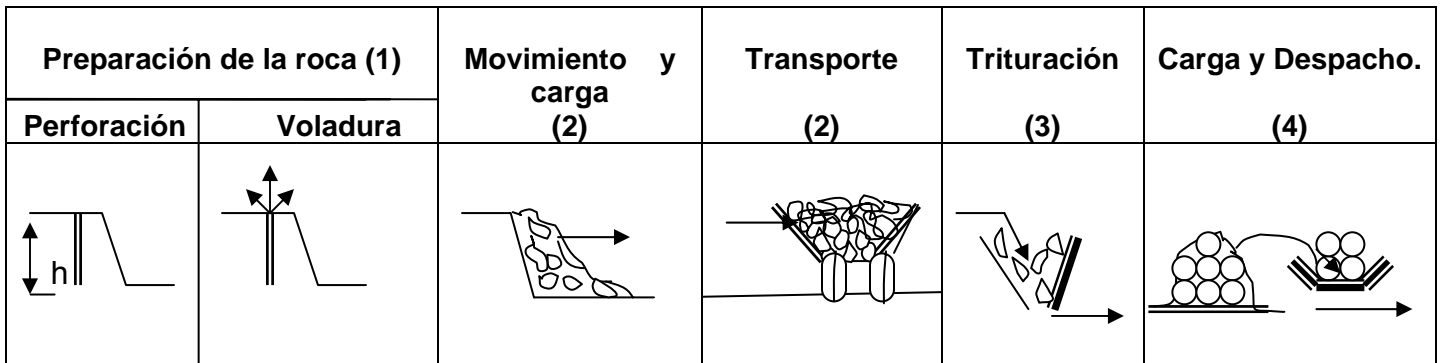 Preparación de la roca (1)
Perforación
Voladura
Movimiento y
carga
(2)
Transporte
(2)
Trituración
(3)
Carga y Despacho.
(4)
h